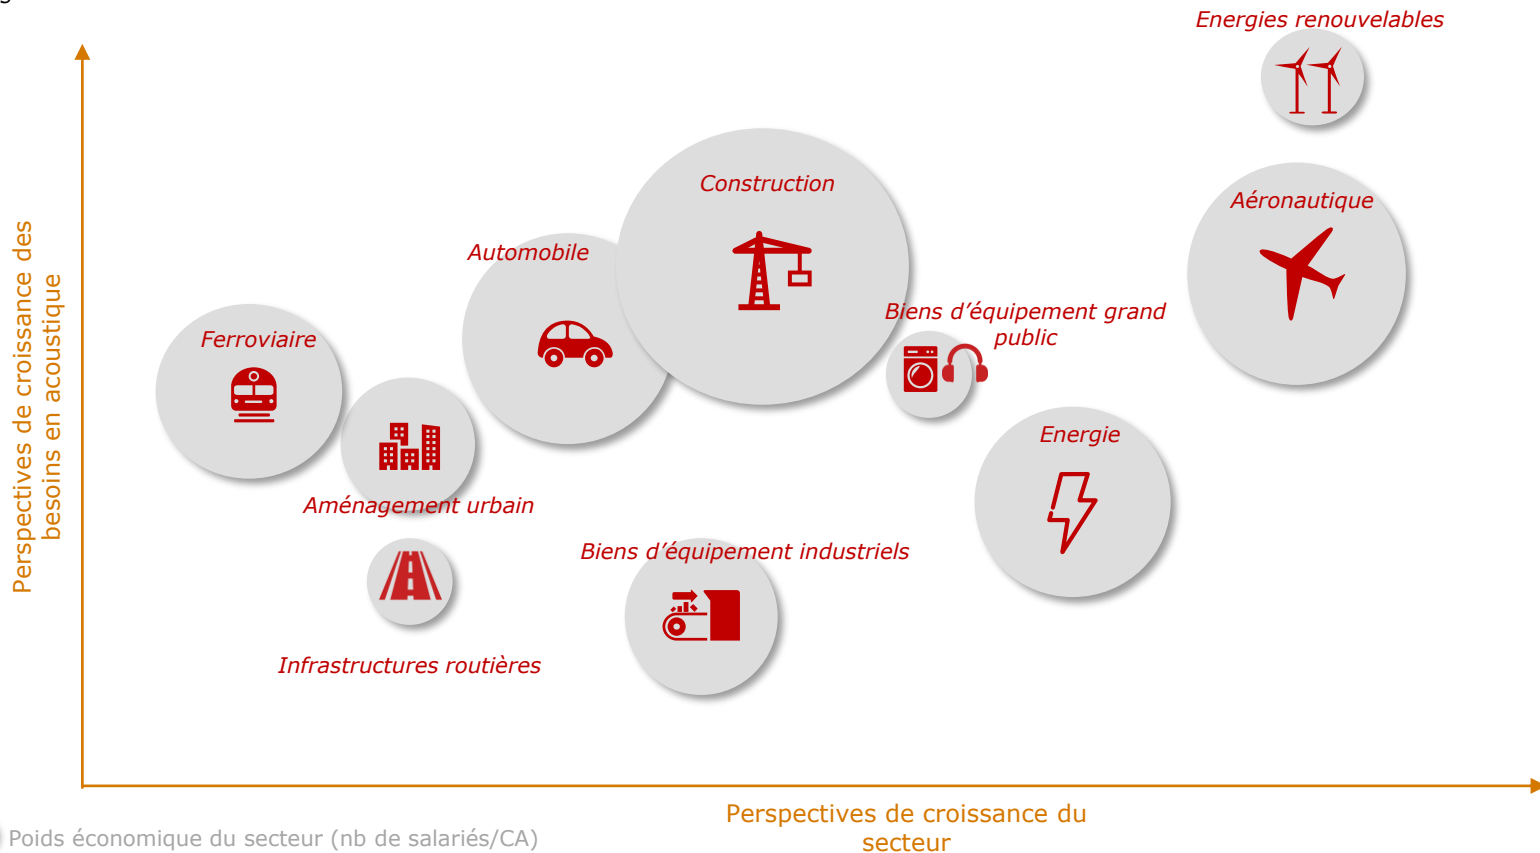 Energies renouvelables
Construction
Aéronautique
Automobile
Biens d’équipement grand
public
Ferroviaire
Energie
Aménagement urbain
Biens d’équipement industriels
Infrastructures routières
Perspectives de croissance des
besoins en acoustique
Perspectives de croissance du
secteur
Poids économique du secteur (nb de salariés/CA)